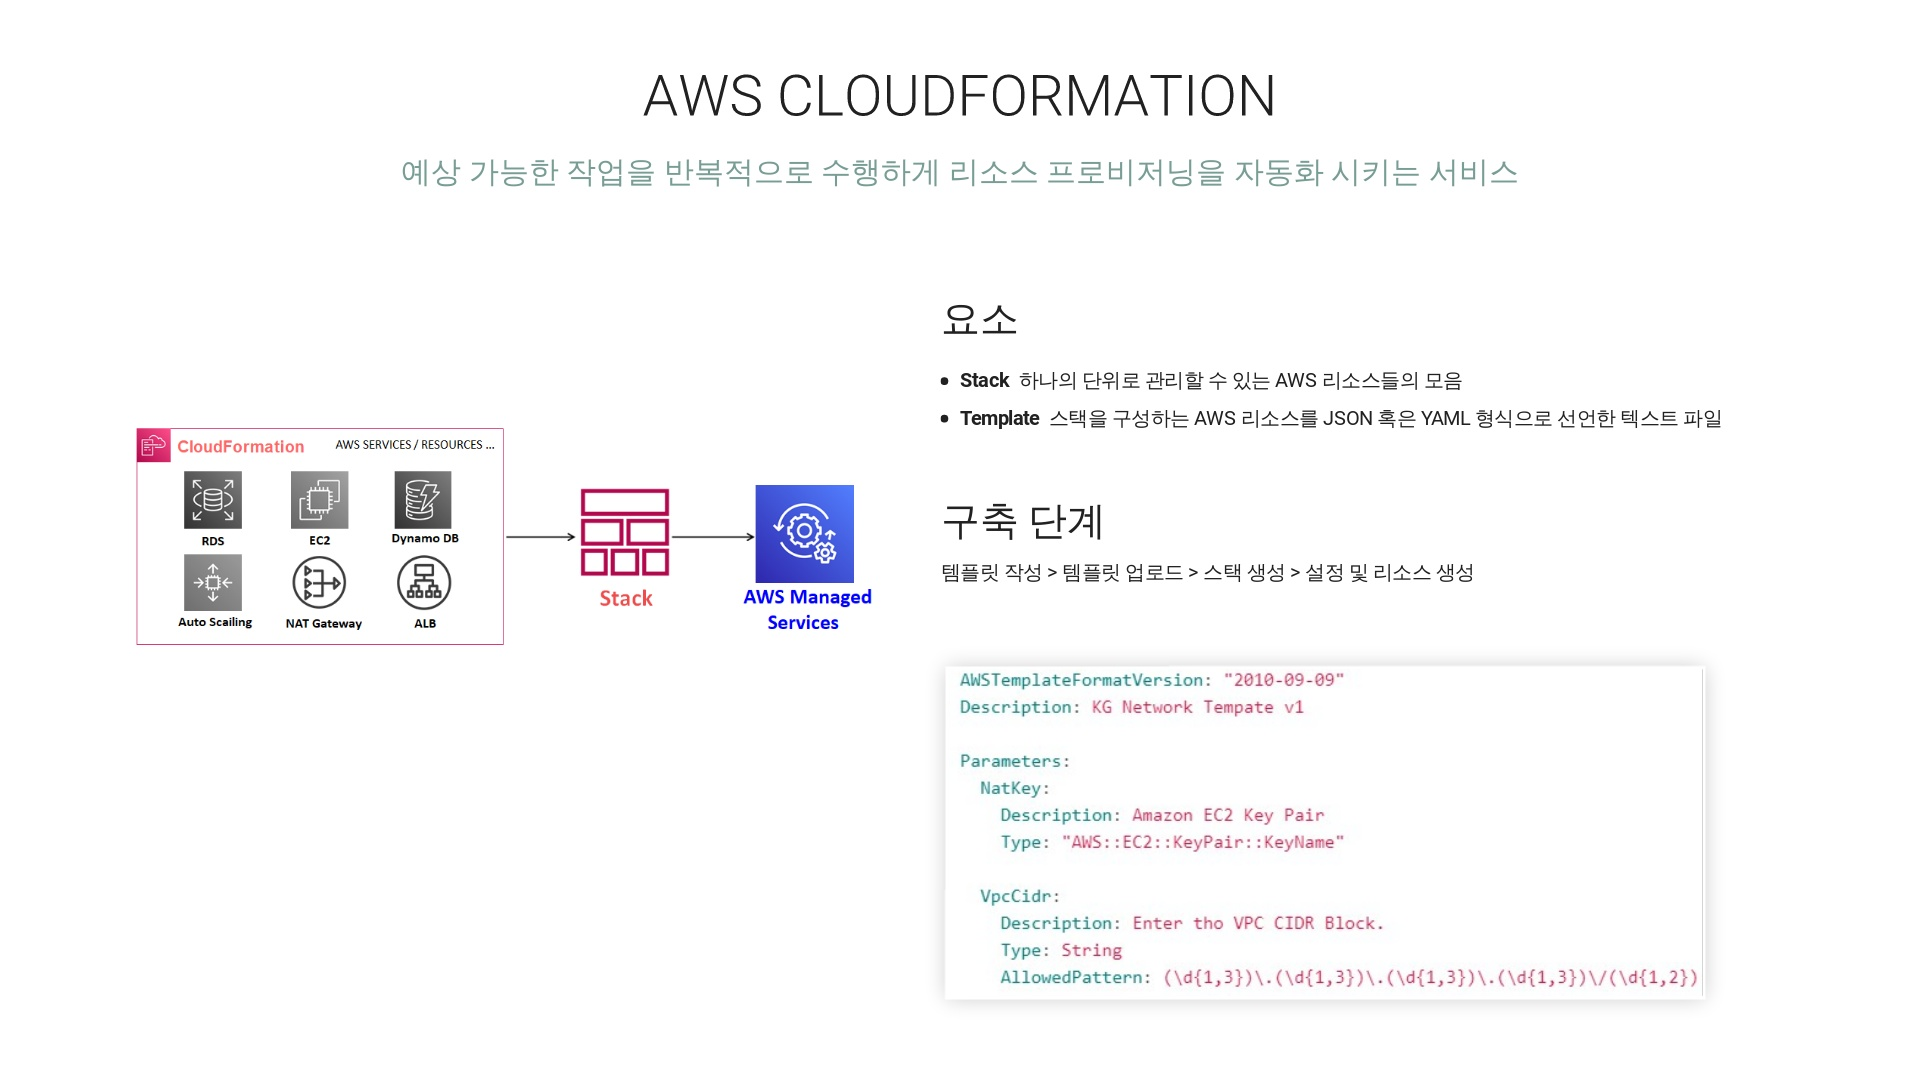 AWS CLOUDFORMATION
예상 가능한 작업을 반복적으로 수행하게 리소스 프로비저닝을 자동화 시키는 서비스
CloudFormation
AWS SERVICES / RESOURCES ...
RDS
EC2
Dynamo DB
Auto Scailing
NAT Gateway
ALB
Stack
AWS Managed
Services
요소
• Stack 하나의 단위로 관리할 수 있는 AWS 리소스들의 모음
• Template 스택을 구성하는 AWS 리소스를 JSON 혹은 YAML 형식으로 선언한 텍스트 파일
구축 단계
템플릿 작성 > 템플릿 업로드 > 스택 생성 > 설정 및 리소스 생성
AWSTemplateFormatVersion: "2010-09-09"
Description: KG Network Tempate v1
Parameters:
NatKey:
Description: Amazon EC2 Key Pair
Type: "AWS::EC2::KeyPair::KeyName"
VpcCidr:
Description: Enter tho VPC CIDR Block.
Type: String
AllowedPattern: (\d{1,3})\.(\d{1,3})\.(\d{1,3})\.(\d{1,3})\/(\d{1,2})